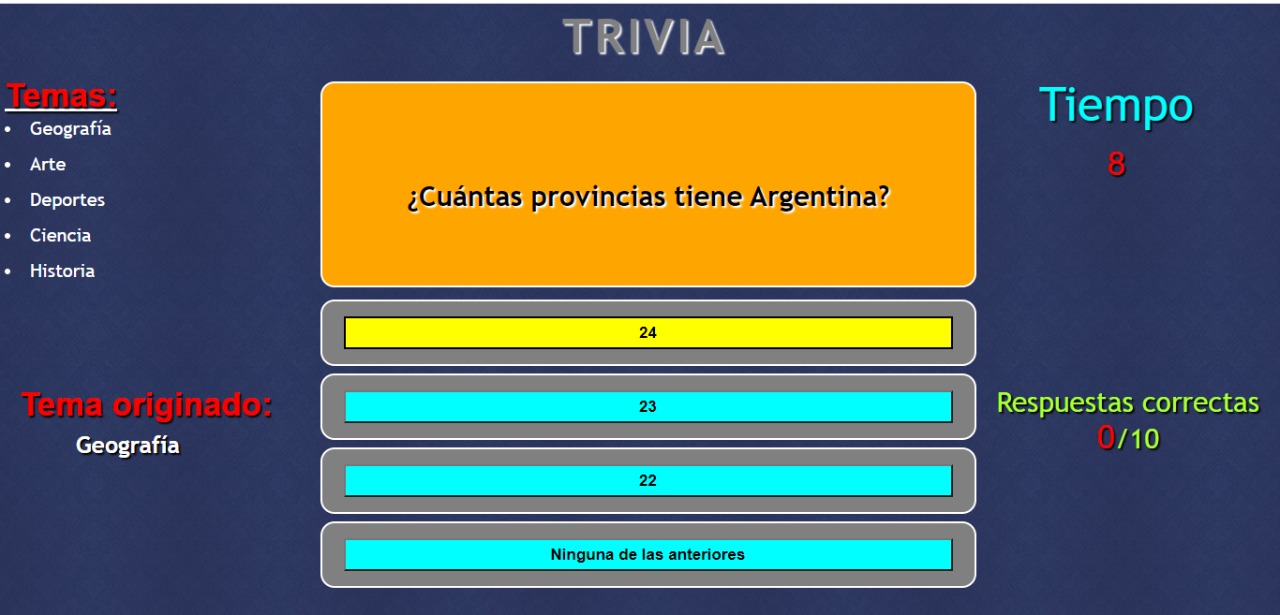 TRIVIA
Temas:
Geografía
Arte
Deportes
Ciencia
Historia
Tema originado:
Geografía
¿Cuántas provincias tiene Argentina?
24
23
22
Ninguna de las anteriores
Tiempo
8
Respuestas correctas
0/10